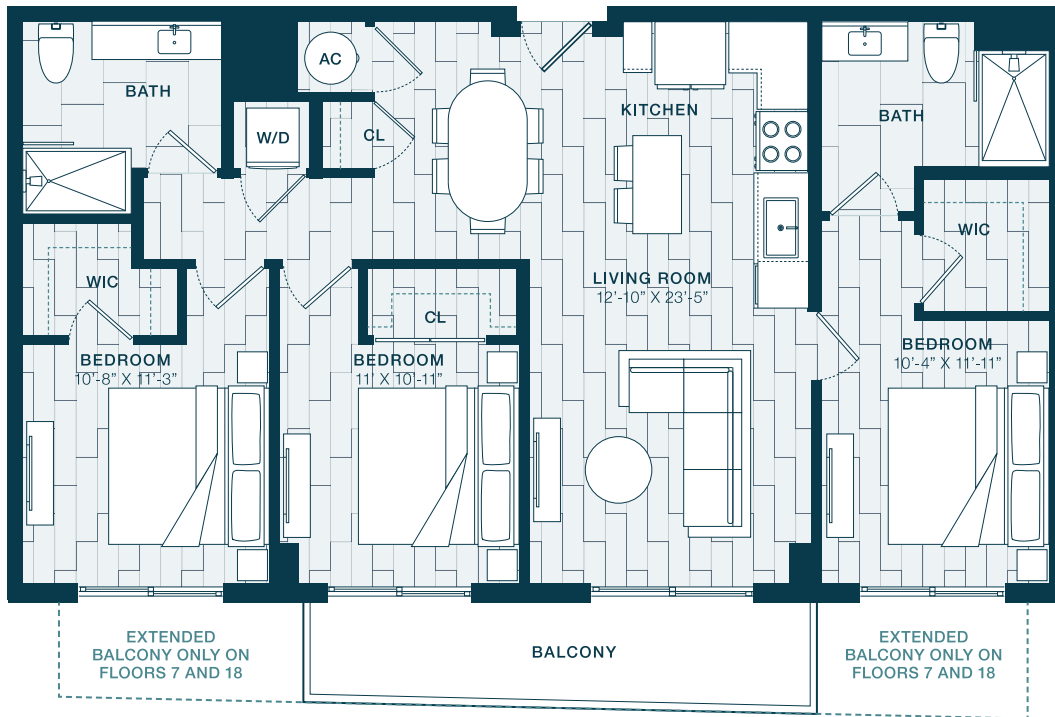 BATH
AC
W/D
CL
KITCHEN
BATH
WIC
WIC
LIVING ROOM
12'-10" X 23'-5"
CL
BEDROOM
10'-8" X 11'-3"
BEDROOM
11' X 10'-11"
BEDROOM
10'-4" X 11'-11"
EXTENDED
BALCONY ONLY ON
FLOORS 7 AND 18
BALCONY
EXTENDED
BALCONY ONLY ON
FLOORS 7 AND 18